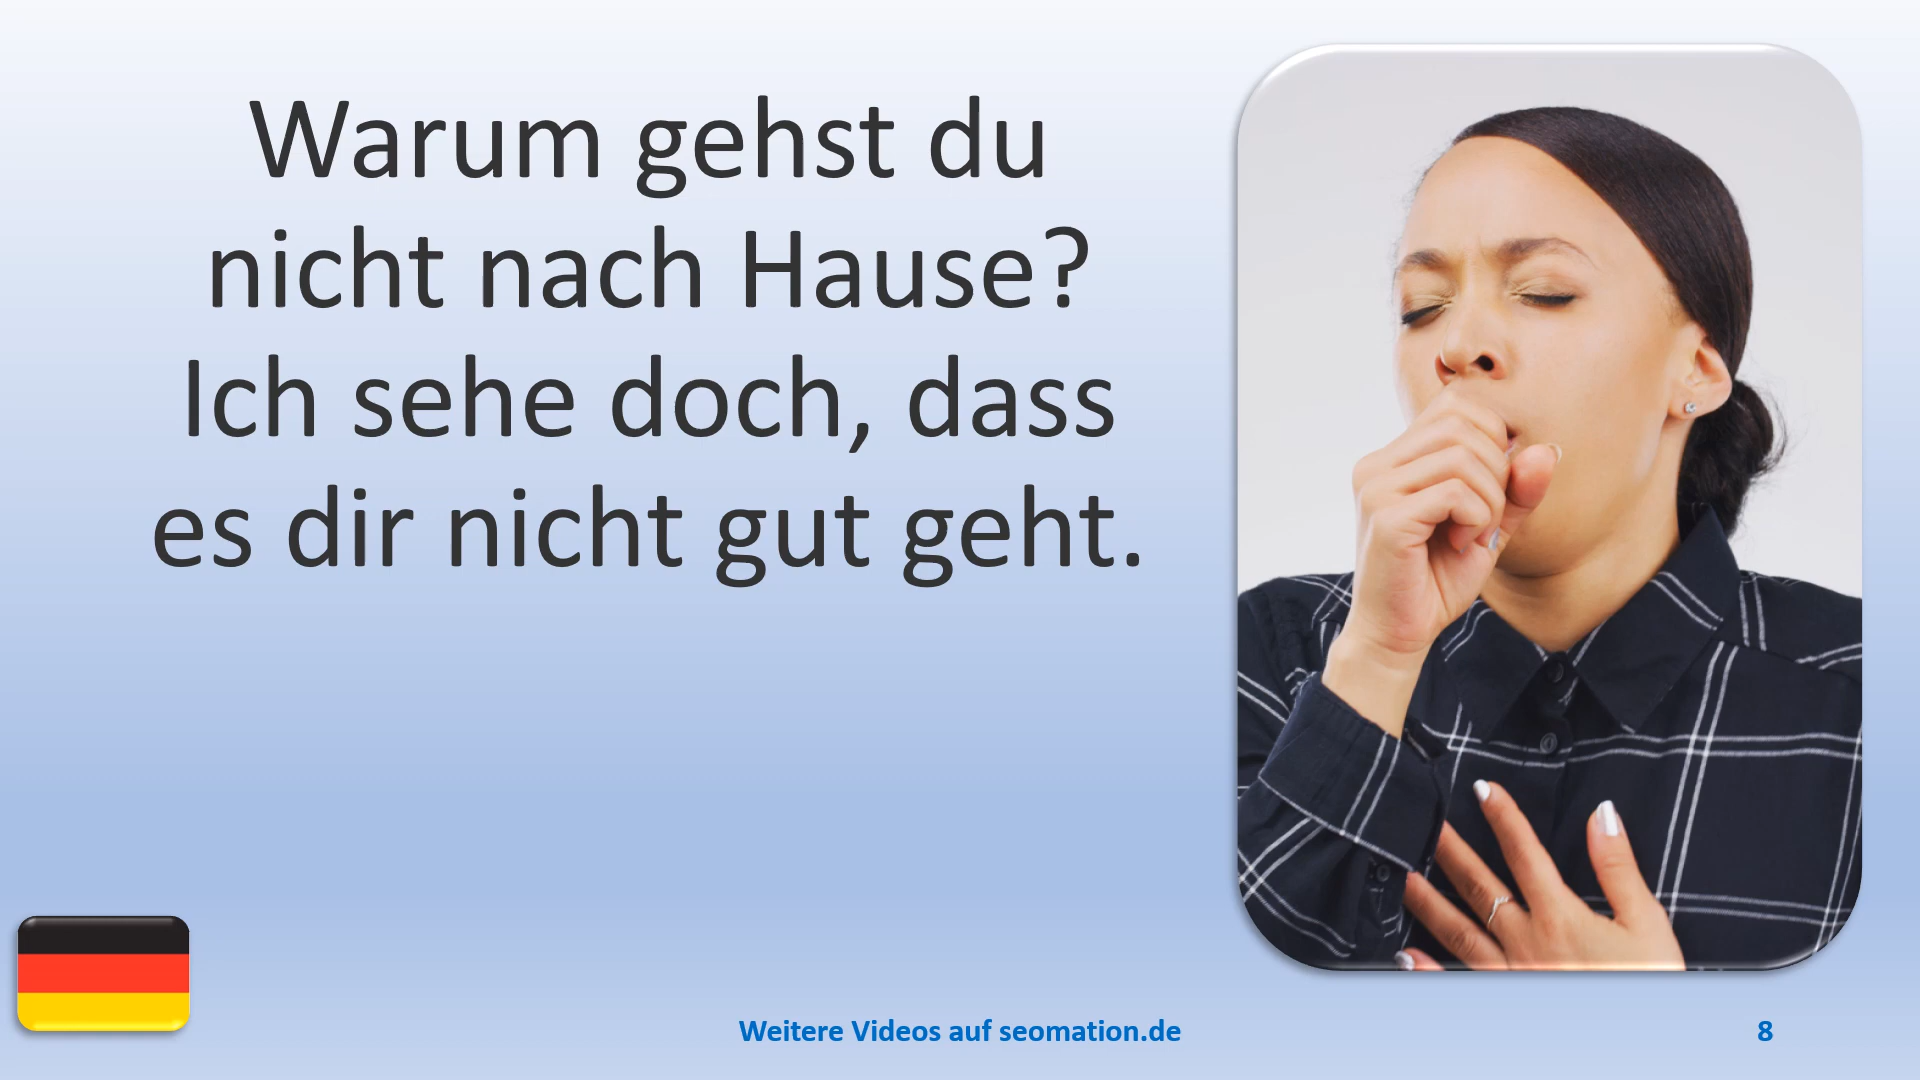 Warum gehst du
nicht nach Hause?
Ich sehe doch, dass
es dir nicht gut geht.
Weitere Videos auf seomation.de
8